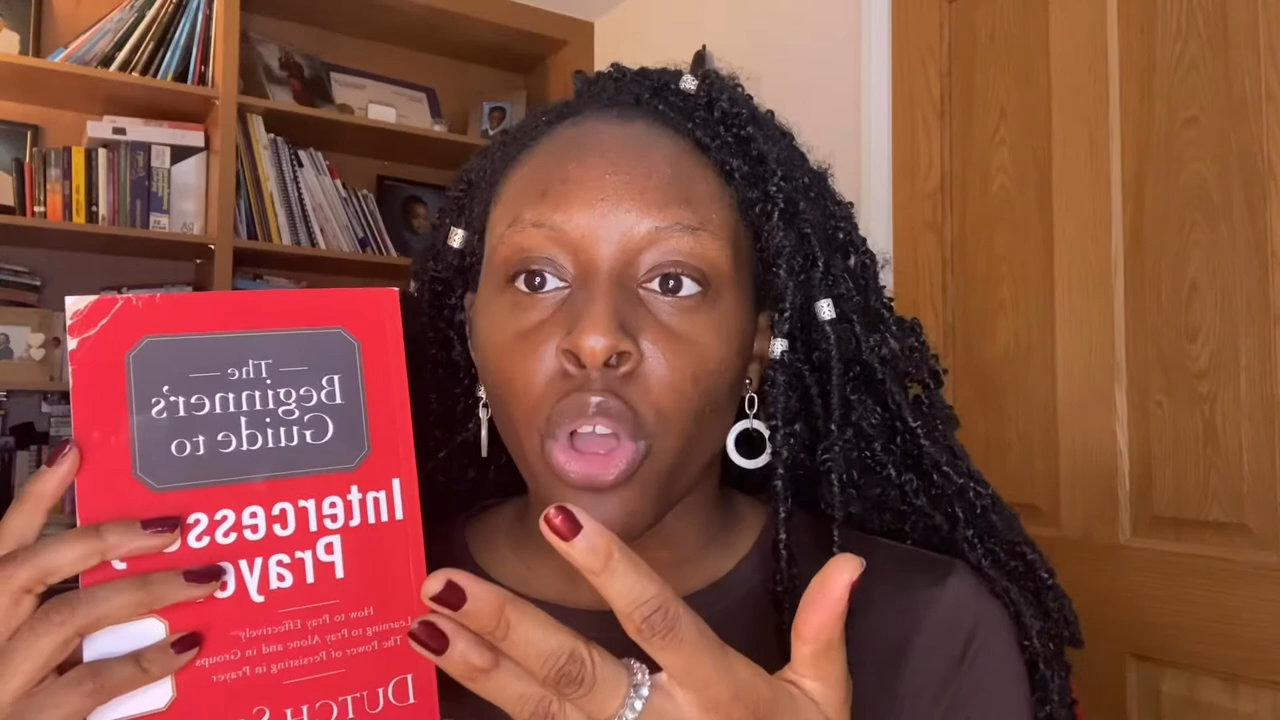 The
Beginner's
Guide to
Intercess
Praye
How to Pray Effectively
Learning to Pray Alone and in Groups
The Power of Persisting in Prayer
DUTCH S